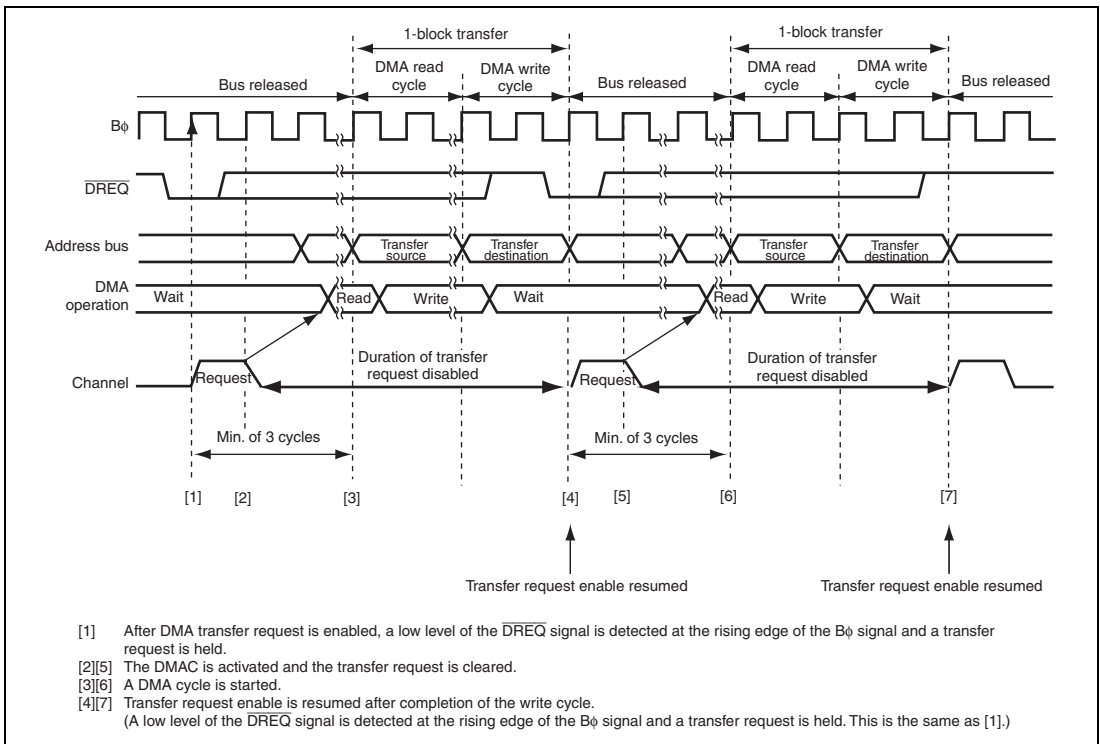 1-block transfer 1-block transfer
Bus released DMA read cycle DMA write cycle Bus released DMA read cycle DMA write cycle Bus released
Bφ
DREQ
Address bus Transfer source Transfer destination Transfer source Transfer destination
DMA operation Wait Read Write Wait Read Write Wait
Channel Request Duration of transfer request disabled Request Duration of transfer request disabled
Min. of 3 cycles Min. of 3 cycles
[1] [2] [3] [4] [5] [6] [7]
Transfer request enable resumed Transfer request enable resumed
[1] After DMA transfer request is enabled, a low level of the DREQ signal is detected at the rising edge of the Bφ signal and a transfer
request is held.
[2][5] The DMAC is activated and the transfer request is cleared.
[3][6] A DMA cycle is started.
[4][7] Transfer request enable is resumed after completion of the write cycle.
(A low level of the DREQ signal is detected at the rising edge of the Bφ signal and a transfer request is held. This is the same as [1].)